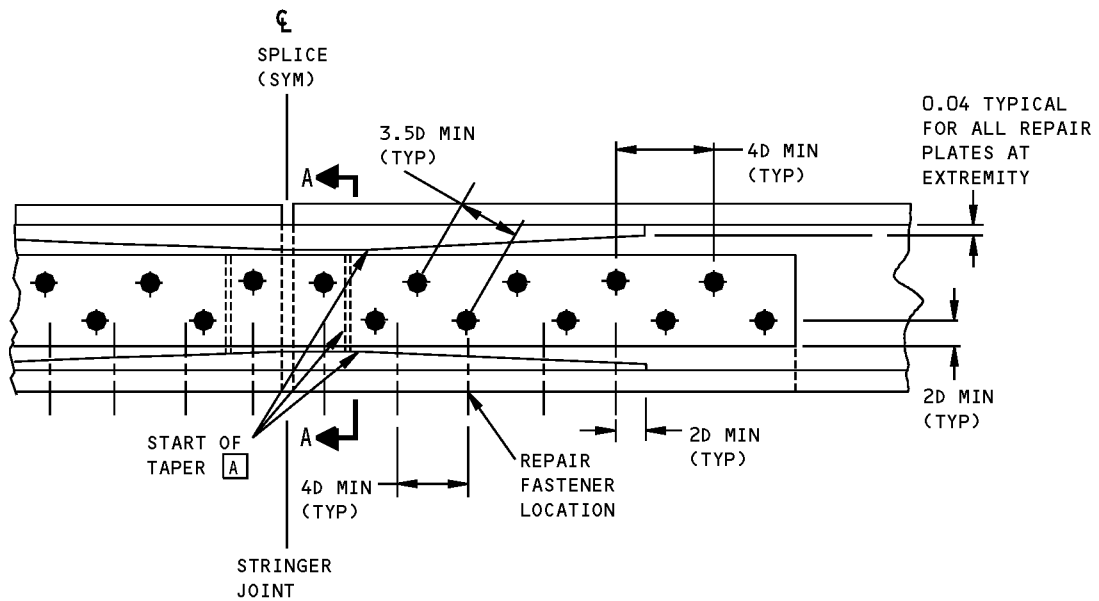 ℄
SPLICE
(SYM)
0.04 TYPICAL
FOR ALL REPAIR
PLATES AT
EXTREMITY
3.5D MIN
(TYP)
4D MIN
(TYP)
A
2D MIN
(TYP)
A
START OF
TAPER A
4D MIN
(TYP)
REPAIR
FASTENER
LOCATION
2D MIN
(TYP)
STRINGER
JOINT